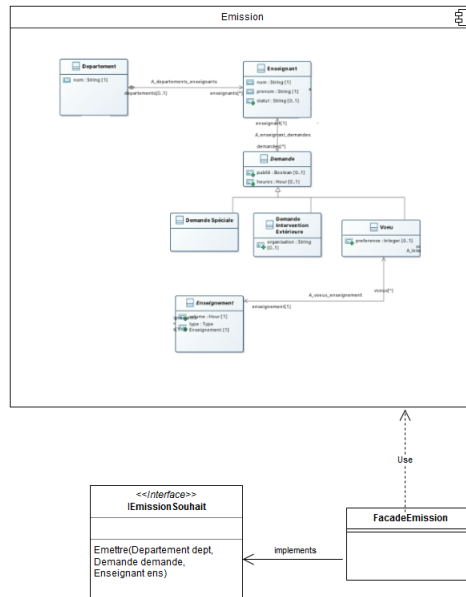 Emission
Departement
nom : String [1]
A_departements_enseignants
departements[0..1]
enseignants[*]
Enseignant
nom : String [1]
prenom : String [1]
statut : String [0..1]
enseignant[1]
A_enseignant_demandes
demandes[*]
Demande
publié : Boolean [0..1]
heures : Hour [1]
Demande Spéciale
Demande
Intervention
Extérieure
organisation : String
[0..1]
Voeu
preference : Integer [0..1]
voeux[*]
A_voeux_enseignement
enseignement[1]
Enseignement
volume : Hour [1]
type : Type
Enseignement [1]
Use
<<Interface>>
IEmissionSouhait
Emettre(Departement dept,
Demande demande,
Enseignant ens)
implements
FacadeEmission